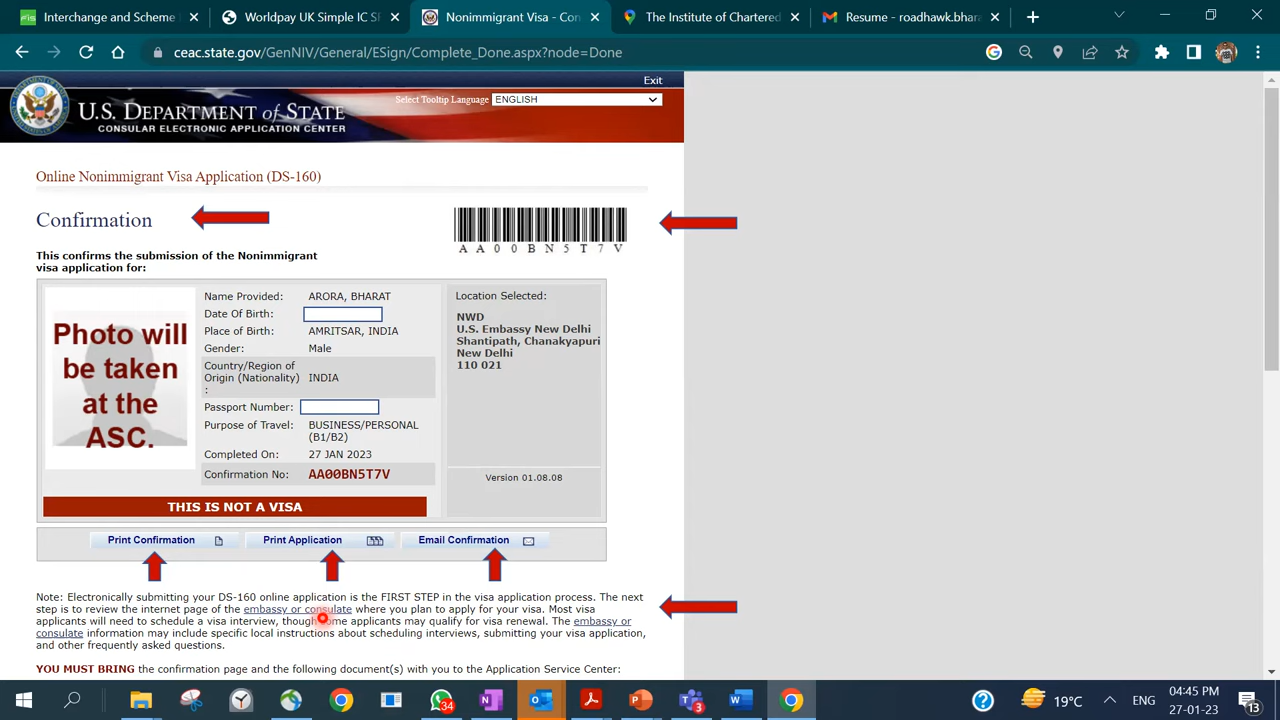 Interchange and Scheme
Worldpay UK Simple IC S
Nonimmigrant Visa - Con
The Institute of Chartered
Resume - roadhawk.bhara
ceac.state.gov/GenNIV/General/ESign/Complete_Done.aspx?node=Done
Exit
Select Tooltip Language ENGLISH
U.S. DEPARTMENT of STATE
CONSULAR ELECTRONIC APPLICATION CENTER
Online Nonimmigrant Visa Application (DS-160)
Confirmation
A A 0 0 B N 5 T 7 V
This confirms the submission of the Nonimmigrant
visa application for:
Photo will
be taken
at the
ASC.
Name Provided: ARORA, BHARAT
Date Of Birth:
Place of Birth: AMRITSAR, INDIA
Gender: Male
Country/Region of
Origin (Nationality) INDIA
:
Passport Number:
Purpose of Travel: BUSINESS/PERSONAL
(B1/B2)
Completed On: 27 JAN 2023
Confirmation No: AA00BN5T7V
Location Selected:
NWD
U.S. Embassy New Delhi
Shantipath, Chanakyapuri
New Delhi
110 021
Version 01.08.08
THIS IS NOT A VISA
Print Confirmation
Print Application
Email Confirmation
Note: Electronically submitting your DS-160 online application is the FIRST STEP in the visa application process. The next
step is to review the internet page of the embassy or consulate where you plan to apply for your visa. Most visa
applicants will need to schedule a visa interview, though some applicants may qualify for visa renewal. The embassy or
consulate information may include specific local instructions about scheduling interviews, submitting your visa application,
and other frequently asked questions.
YOU MUST BRING the confirmation page and the following document(s) with you to the Application Service Center:
34
3
19°C
ENG
04:45 PM
27-01-23
13